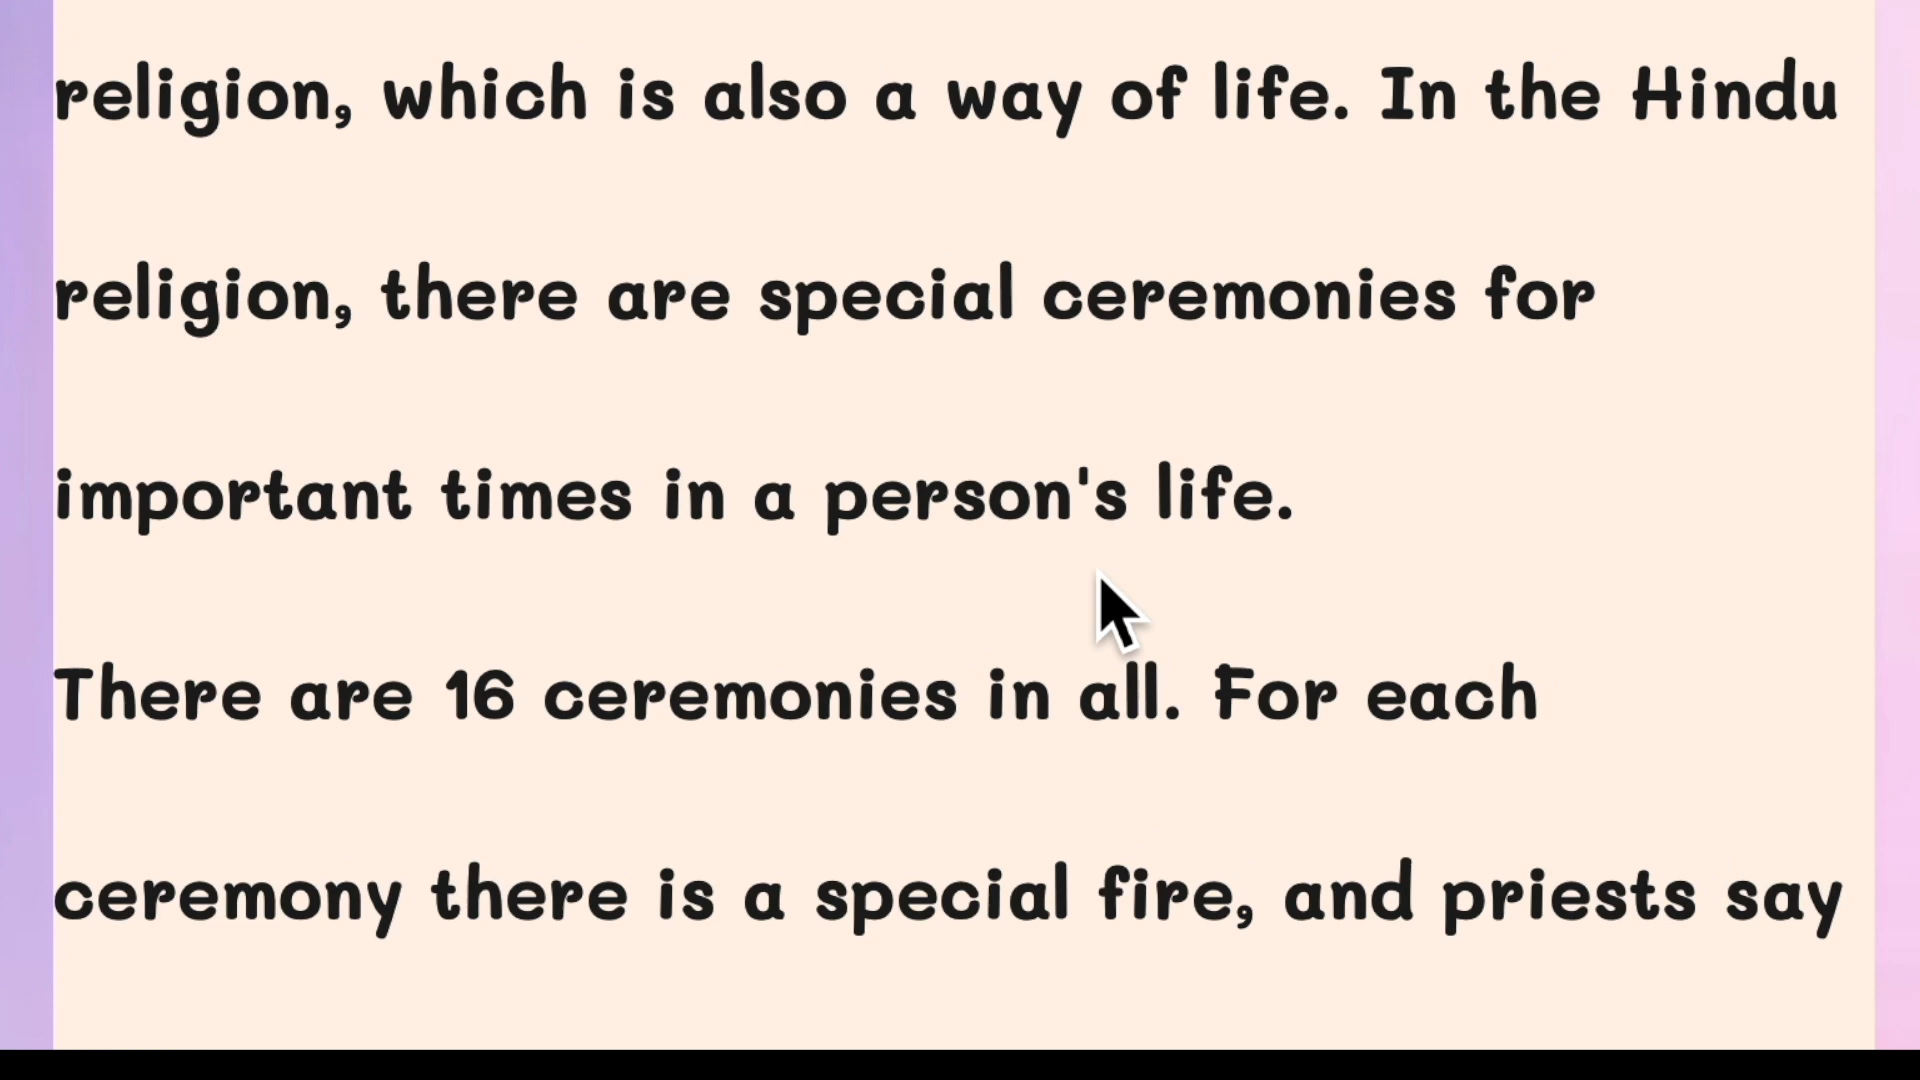 religion, which is also a way of life. In the Hindu
religion, there are special ceremonies for
important times in a person's life.
There are 16 ceremonies in all. For each
ceremony there is a special fire, and priests say